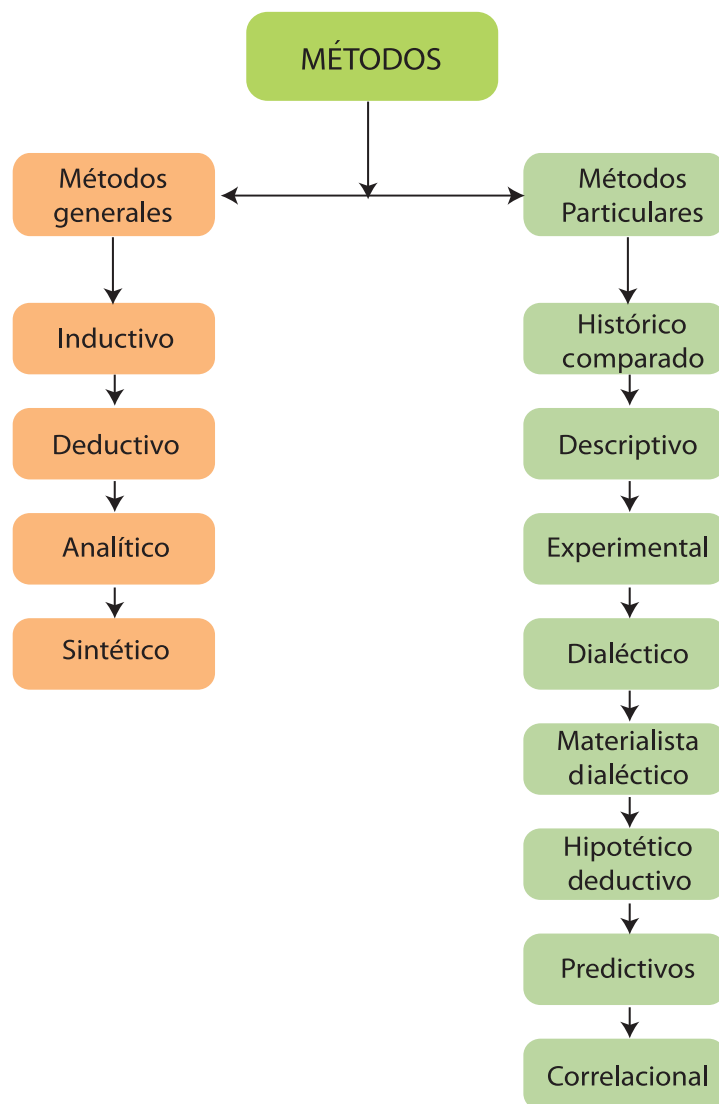 MÉTODOS
Métodos
generales
Inductivo
Deductivo
Analítico
Sintético
Métodos
Particulares
Histórico
comparado
Descriptivo
Experimental
Dialéctico
Materialista
dialéctico
Hipotético
deductivo
Predictivos
Correlacional